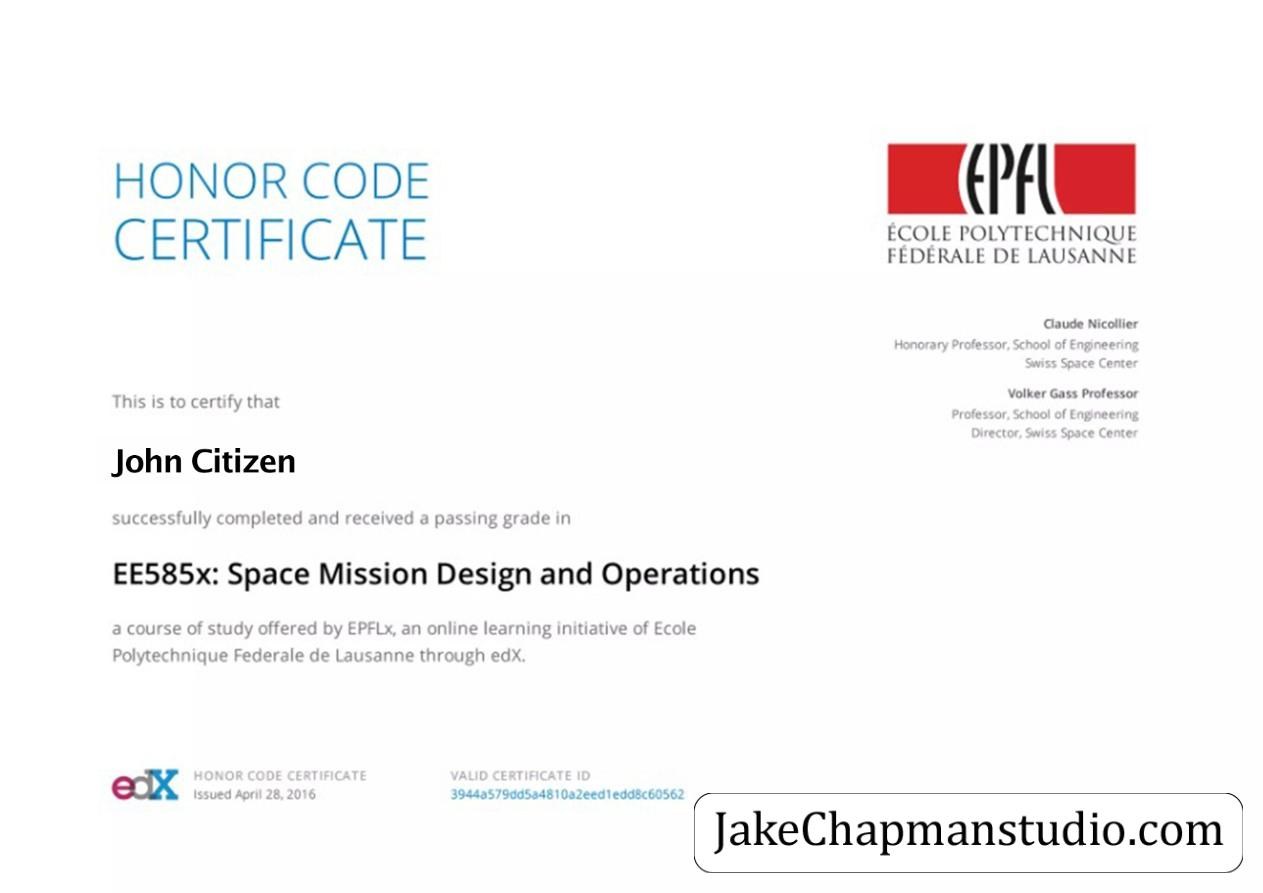 HONOR CODE
CERTIFICATE
EPFL
ÉCOLE POLYTECHNIQUE
FÉDÉRALE DE LAUSANNE
Claude Nicollier
Honorary Professor, School of Engineering
Swiss Space Center
Volker Gass Professor
Professor, School of Engineering
Director, Swiss Space Center
This is to certify that
John Citizen
successfully completed and received a passing grade in
EE585x: Space Mission Design and Operations
a course of study offered by EPFLx, an online learning initiative of Ecole
Polytechnique Federale de Lausanne through edX.
edX
HONOR CODE CERTIFICATE
Issued April 28, 2016
VALID CERTIFICATE ID
3944a579dd5a4810a2eed1edd8c60562
JakeChapmanstudio.com